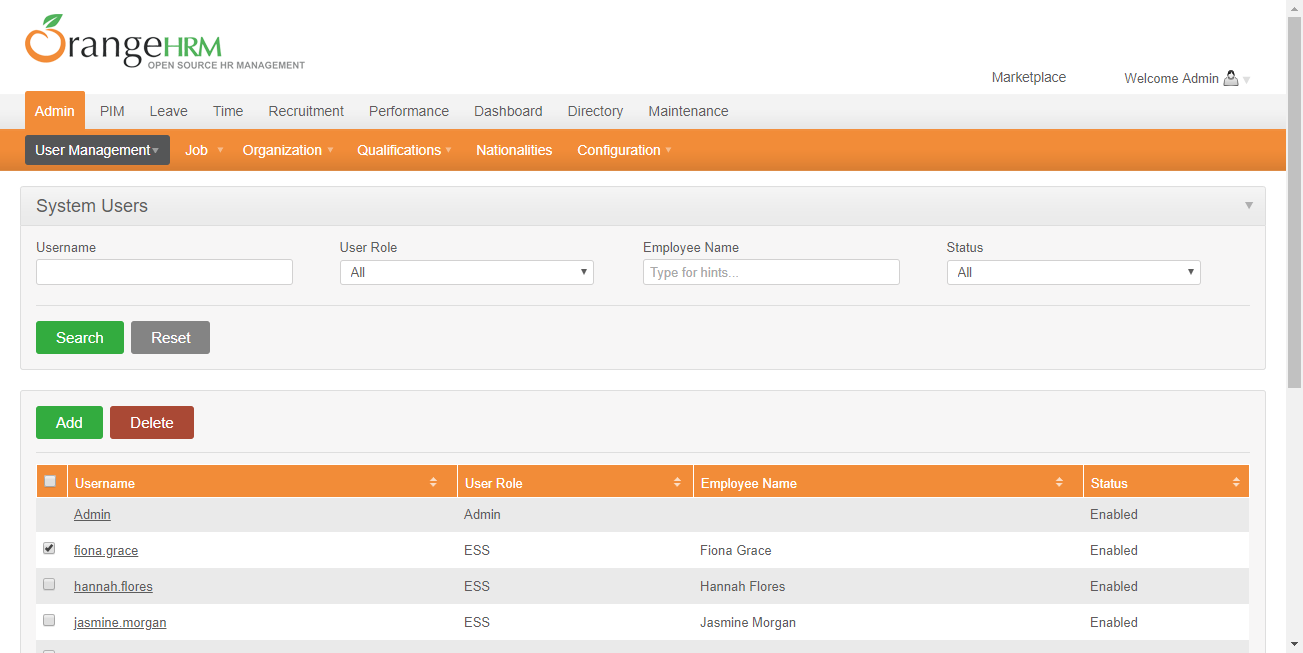 OrangeHRM
OPEN SOURCE HR MANAGEMENT
Marketplace Welcome Admin
Admin PIM Leave Time Recruitment Performance Dashboard Directory Maintenance
User Management Job Organization Qualifications Nationalities Configuration
System Users
Username User Role Employee Name Status
All Type for hints... All
Search Reset
Add Delete
Username User Role Employee Name Status
Admin Admin Enabled
fiona.grace ESS Fiona Grace Enabled
hannah.flores ESS Hannah Flores Enabled
jasmine.morgan ESS Jasmine Morgan Enabled